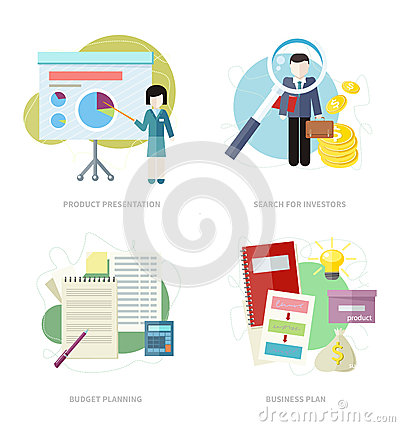 PRODUCT PRESENTATION
SEARCH FOR INVESTORS
product
$
BUDGET PLANNING
BUSINESS PLAN
dreamstime.com